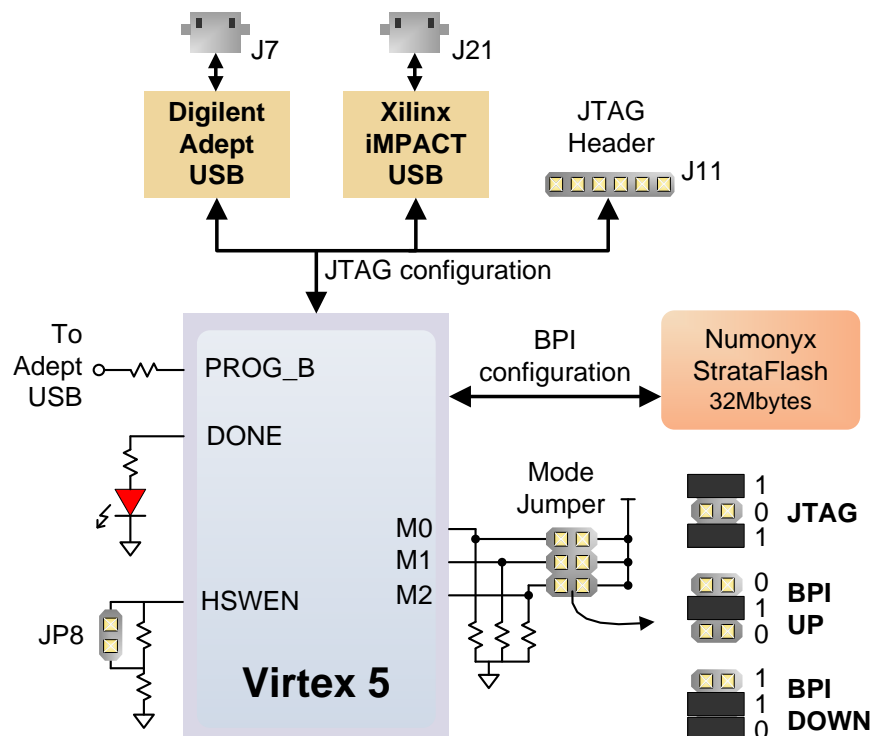 J7
J21
Digilent
Adept
USB
Xilinx
iMPACT
USB
JTAG
Header
J11
JTAG configuration
To
Adept
USB
PROG_B
BPI
configuration
Numonyx
StrataFlash
32Mbytes
DONE
Mode
Jumper
M0
M1
M2
HSWEN
JP8
Virtex 5
1
0
1
JTAG
0
1
0
BPI
UP
1
1
0
BPI
DOWN